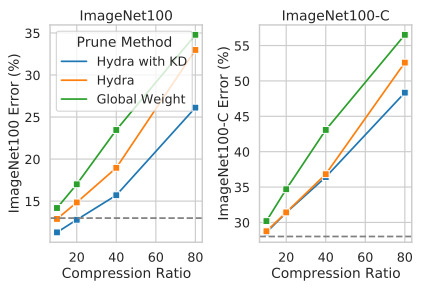 ImageNet100
ImageNet100-C
Prune Method
Hydra with KD
Hydra
Global Weight
ImageNet100 Error (%)
35
30
25
20
15
20
40
60
80
Compression Ratio
ImageNet100-C Error (%)
55
50
45
40
35
30
20
40
60
80
Compression Ratio